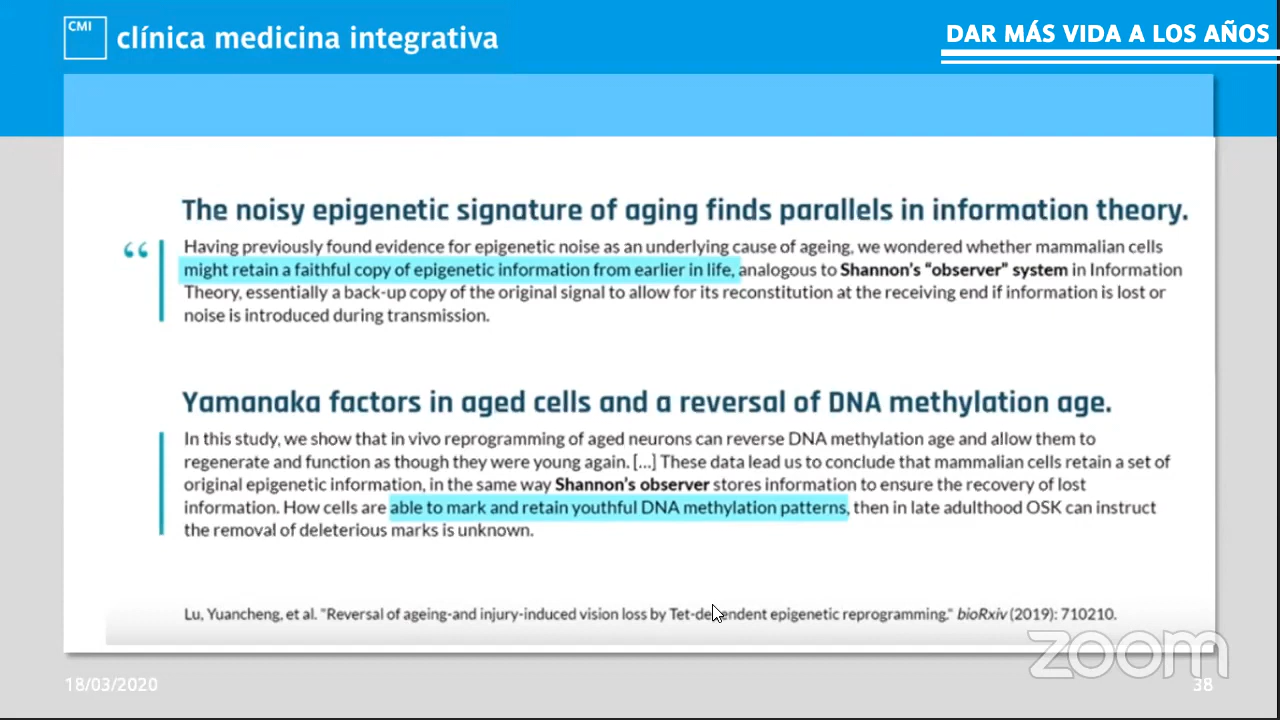 CMI
clínica medicina integrativa
DAR MÁS VIDA A LOS AÑOS
The noisy epigenetic signature of aging finds parallels in information theory.
“ Having previously found evidence for epigenetic noise as an underlying cause of ageing, we wondered whether mammalian cells
might retain a faithful copy of epigenetic information from earlier in life, analogous to Shannon's “observer” system in Information
Theory, essentially a back-up copy of the original signal to allow for its reconstitution at the receiving end if information is lost or
noise is introduced during transmission.
Yamanaka factors in aged cells and a reversal of DNA methylation age.
In this study, we show that in vivo reprogramming of aged neurons can reverse DNA methylation age and allow them to
regenerate and function as though they were young again. [...] These data lead us to conclude that mammalian cells retain a set of
original epigenetic information, in the same way Shannon's observer stores information to ensure the recovery of lost
information. How cells are able to mark and retain youthful DNA methylation patterns, then in late adulthood OSK can instruct
the removal of deleterious marks is unknown.
Lu, Yuancheng, et al. "Reversal of ageing-and injury-induced vision loss by Tet-dependent epigenetic reprogramming." bioRxiv (2019): 710210.
zoom
18/03/2020
38